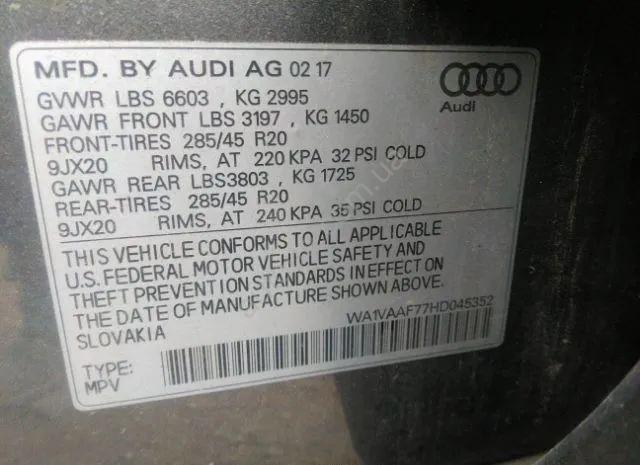 MFD. BY AUDI AG 02 17
GVWR LBS 6603 , KG 2995
GAWR FRONT LBS 3197 , KG 1450
FRONT-TIRES 285/45 R20
9JX20 RIMS, AT 220 KPA 32 PSI COLD
GAWR REAR LBS3803 , KG 1725
REAR-TIRES 285/45 R20
9JX20 RIMS, AT 240 KPA 35 PSI COLD
Audi
THIS VEHICLE CONFORMS TO ALL APPLICABLE
U.S. FEDERAL MOTOR VEHICLE SAFETY AND
THEFT PREVENTION STANDARDS IN EFFECT ON
THE DATE OF MANUFACTURE SHOWN ABOVE.
SLOVAKIA
WA1VAAF77HD045352
TYPE:
MPV